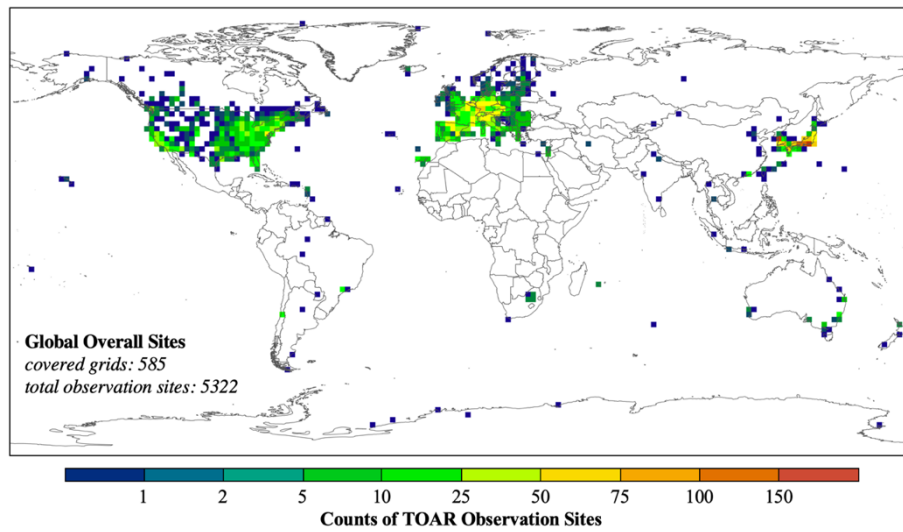 Global Overall Sites
covered grids: 585
total observation sites: 5322
1 2 5 10 25 50 75 100 150
Counts of TOAR Observation Sites